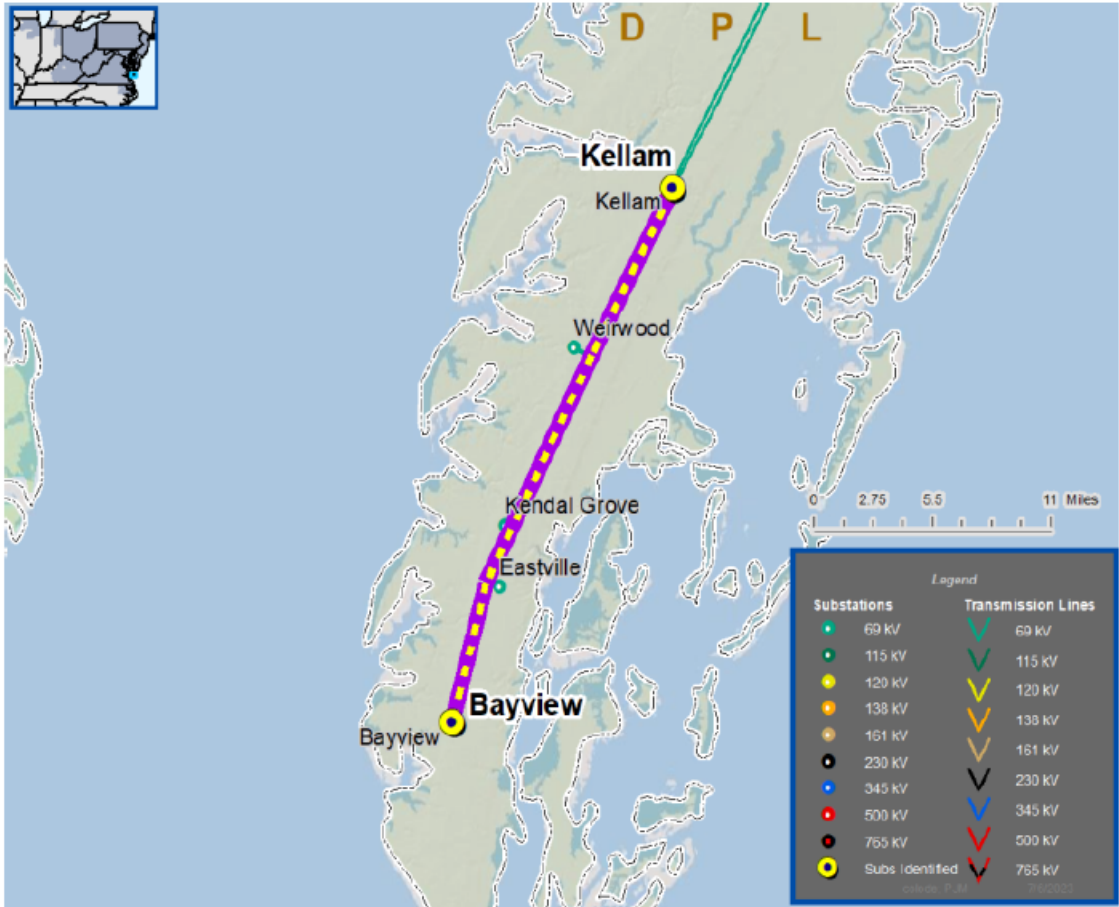 D P L
Kellam
Kellam
Weirwood
Kendal Grove
Eastville
Bayview
Bayview
0 2.75 5.5 11 Miles
Legend
Substations Transmission Lines
69 kV 69 kV
115 kV 115 kV
120 kV 120 kV
138 kV 138 kV
161 kV 161 kV
230 kV 230 kV
345 kV 345 kV
500 kV 500 kV
765 kV 765 kV
Subs Identified
PJM